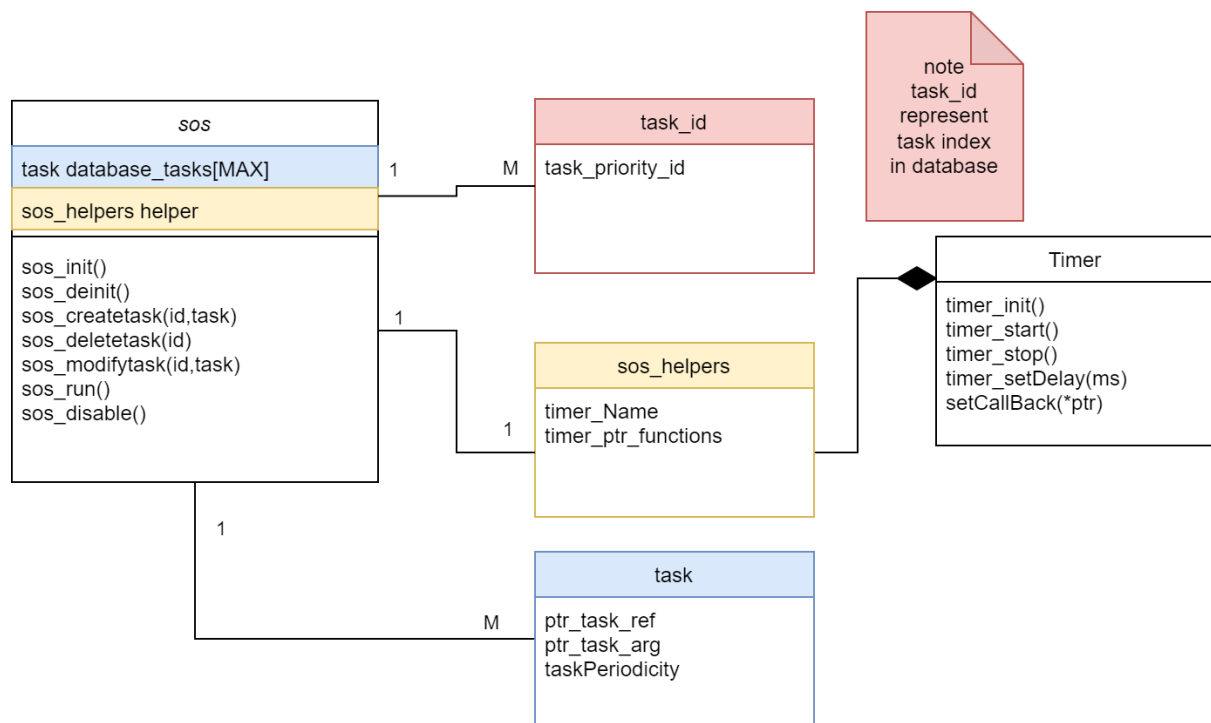 sos
task database_tasks[MAX]
sos_helpers helper
sos_init()
sos_deinit()
sos_createtask(id,task)
sos_deletetask(id)
sos_modifytask(id,task)
sos_run()
sos_disable()
1
M
task_id
task_priority_id
note
task_id
represent
task index
in database
1
1
sos_helpers
timer_Name
timer_ptr_functions
Timer
timer_init()
timer_start()
timer_stop()
timer_setDelay(ms)
setCallBack(*ptr)
1
M
task
ptr_task_ref
ptr_task_arg
taskPeriodicity